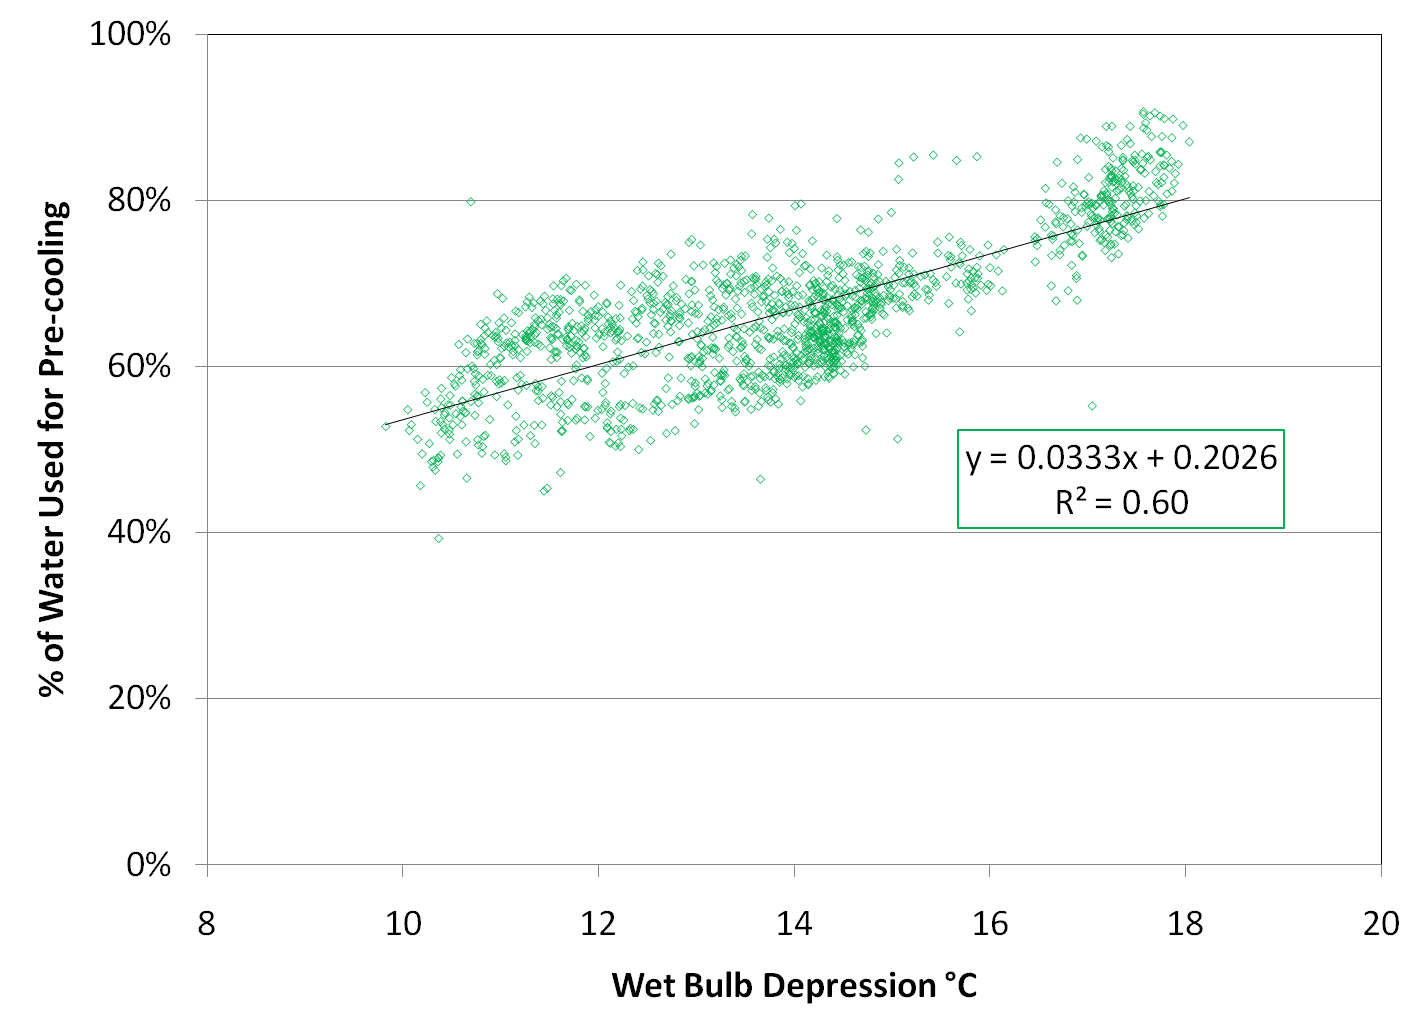 100%
80%
60%
40%
20%
0%
% of Water Used for Pre-cooling
y = 0.0333x + 0.2026
R² = 0.60
8 10 12 14 16 18 20
Wet Bulb Depression °C